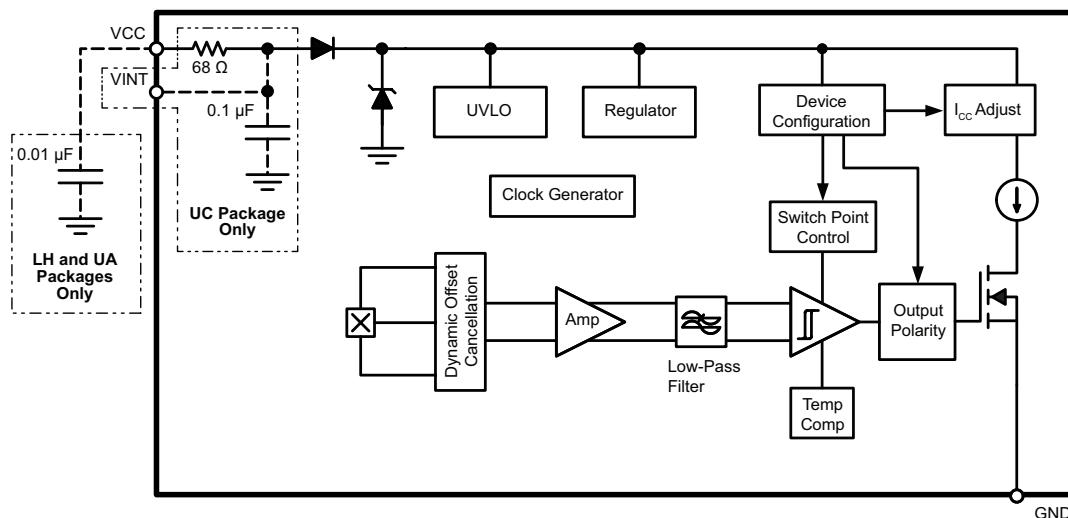 VCC
68 Ω
VINT
0.1 µF
UC Package
Only
0.01 µF
LH and UA
Packages
Only
UVLO
Regulator
Device
Configuration
ICC Adjust
Clock Generator
Switch Point
Control
Dynamic Offset
Cancellation
Amp
Low-Pass
Filter
Output
Polarity
Temp
Comp
GND